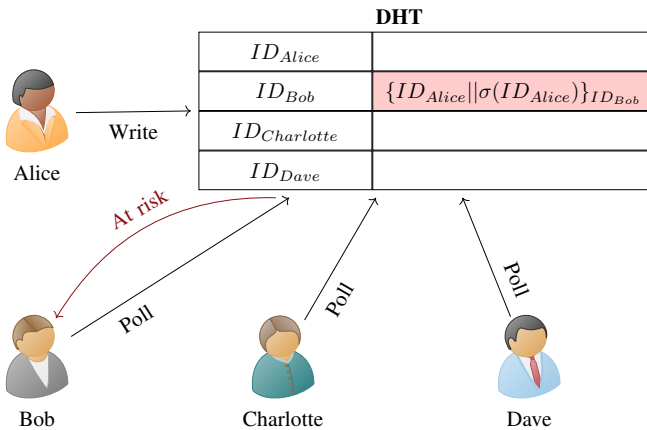 DHT
ID_Alice
ID_Bob {ID_Alice||σ(ID_Alice)}_ID_Bob
ID_Charlotte
ID_Dave
Write
Alice
At risk
Poll
Poll
Poll
Bob
Charlotte
Dave